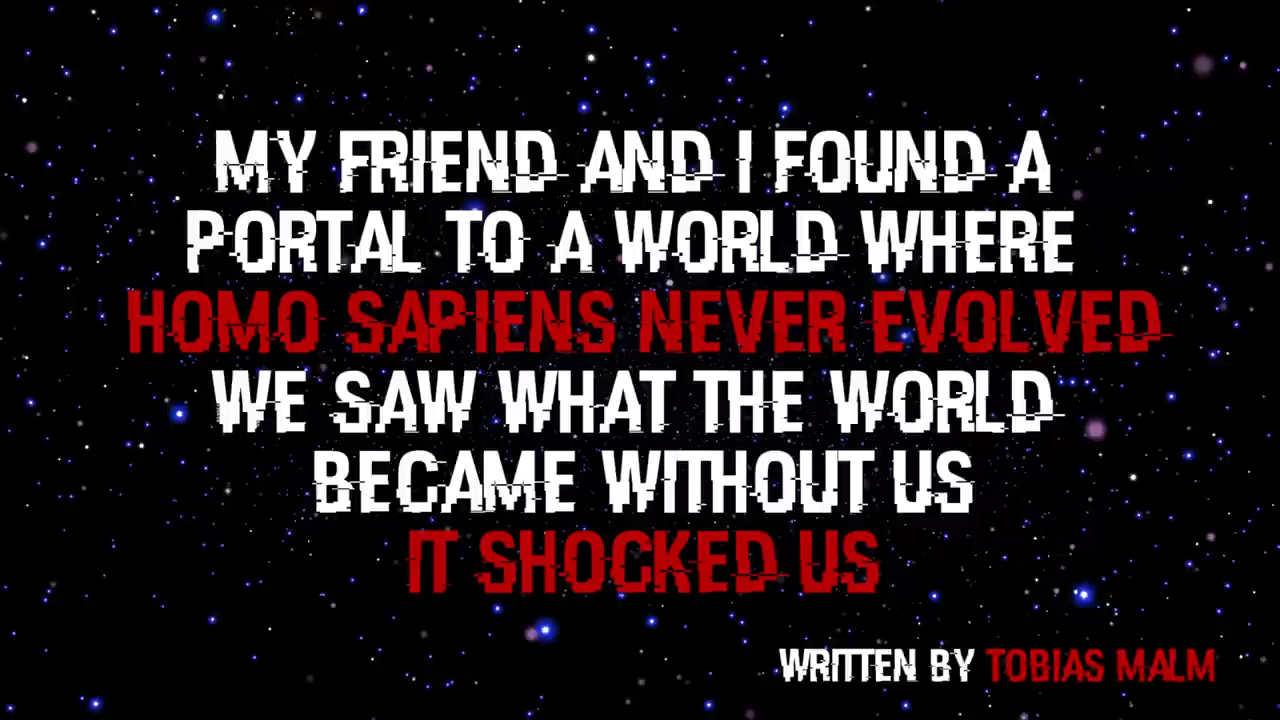 MY FRIEND AND I FOUND A
PORTAL TO A WORLD WHERE
HOMO SAPIENS NEVER EVOLVED
WE SAW WHAT THE WORLD
BECAME WITHOUT US
IT SHOCKED US
WRITTEN BY TOBIAS MALM